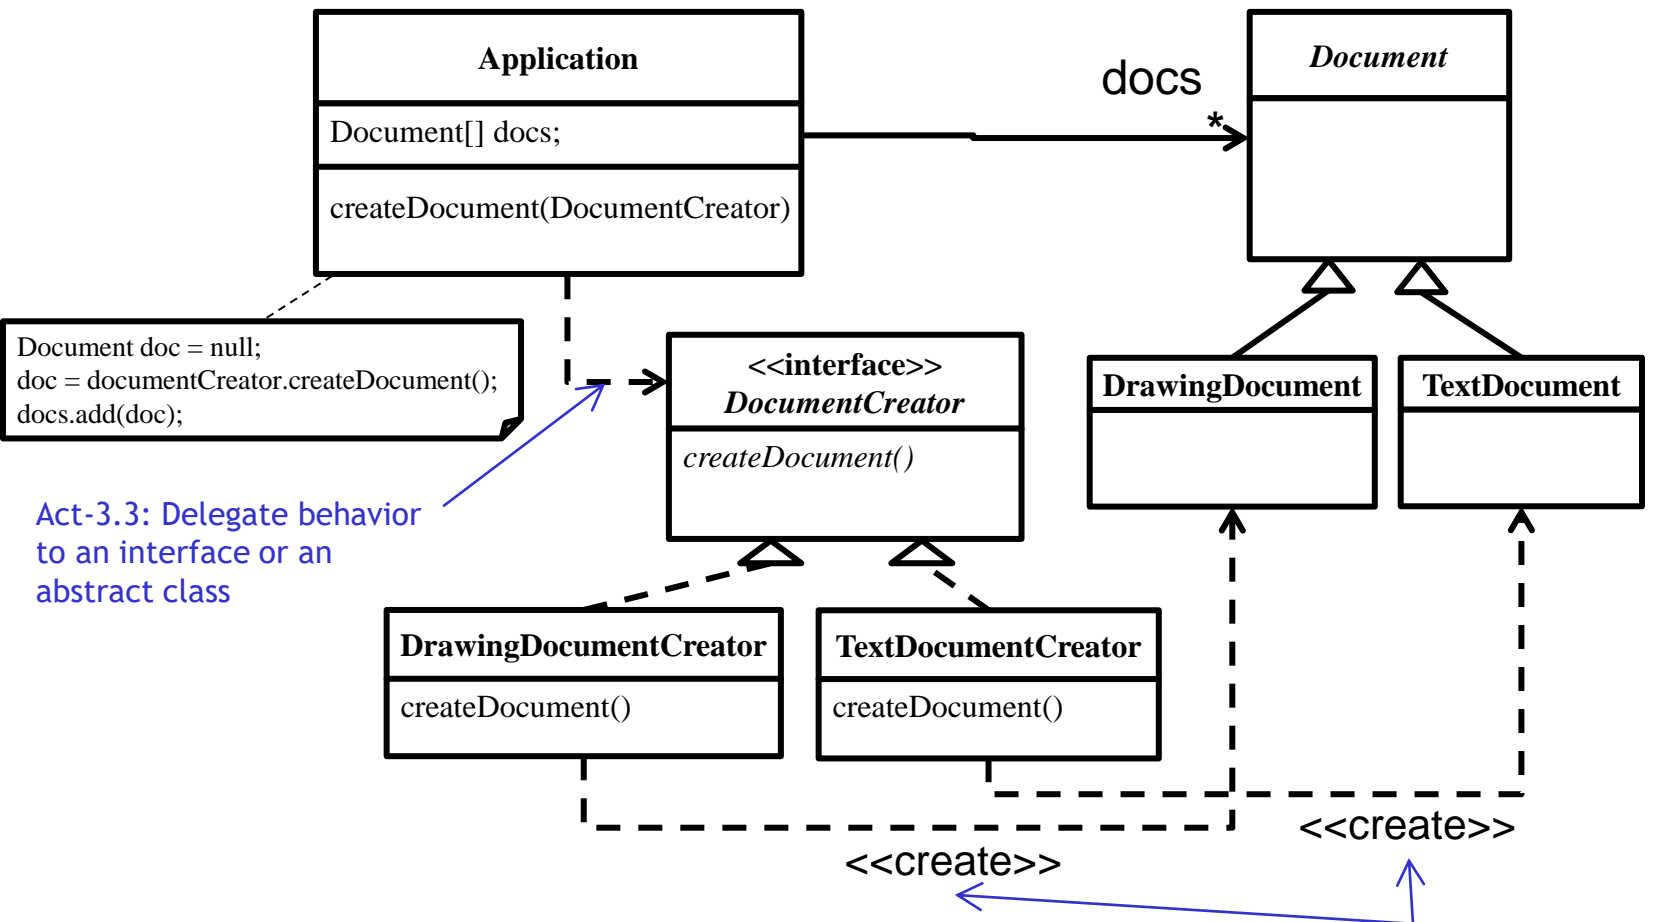 Application
Document[] docs;
createDocument(DocumentCreator)
docs
*
Document
Document doc = null;
doc = documentCreator.createDocument();
docs.add(doc);
<<interface>>
DocumentCreator
createDocument()
DrawingDocument
TextDocument
Act-3.3: Delegate behavior
to an interface or an
abstract class
DrawingDocumentCreator
createDocument()
TextDocumentCreator
createDocument()
<<create>>
<<create>>